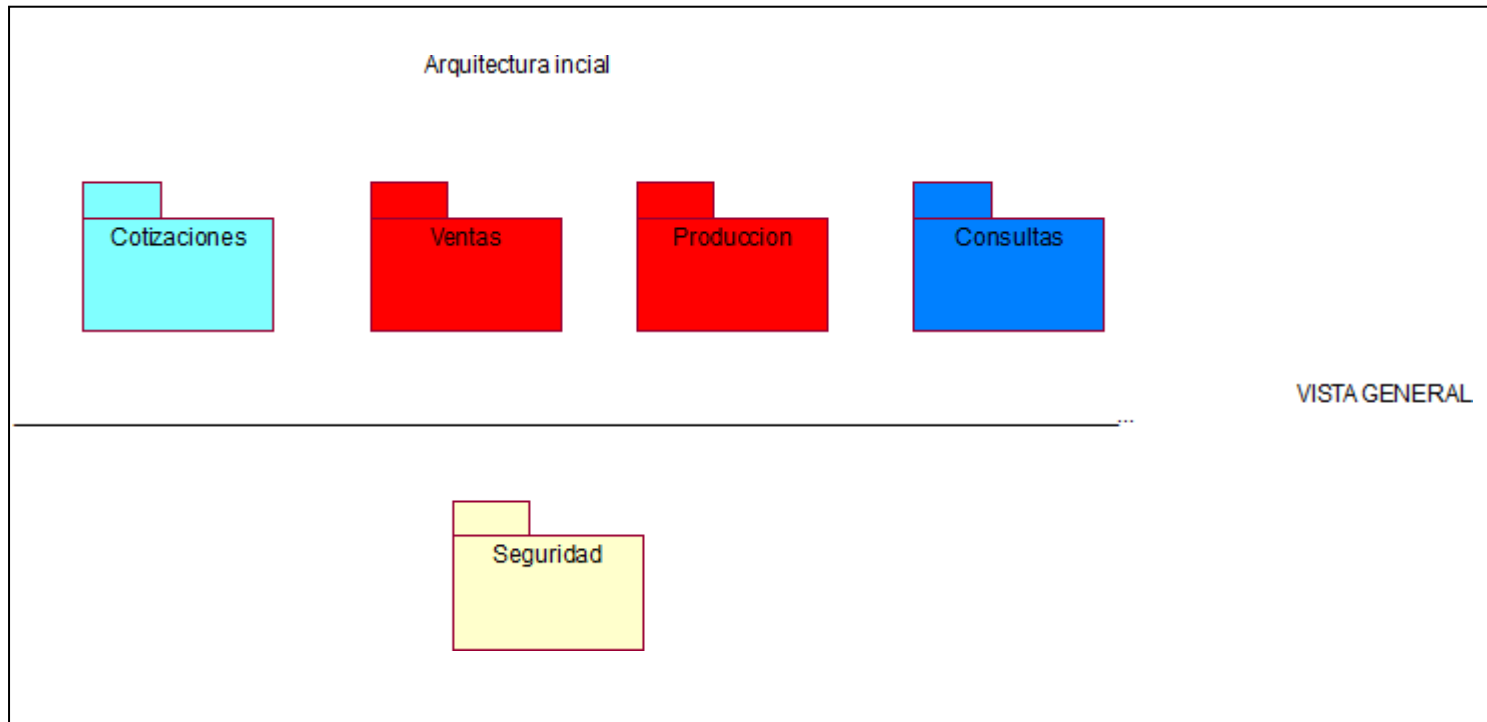 Arquitectura incial
Cotizaciones
Ventas
Produccion
Consultas
VISTA GENERAL
...
Seguridad